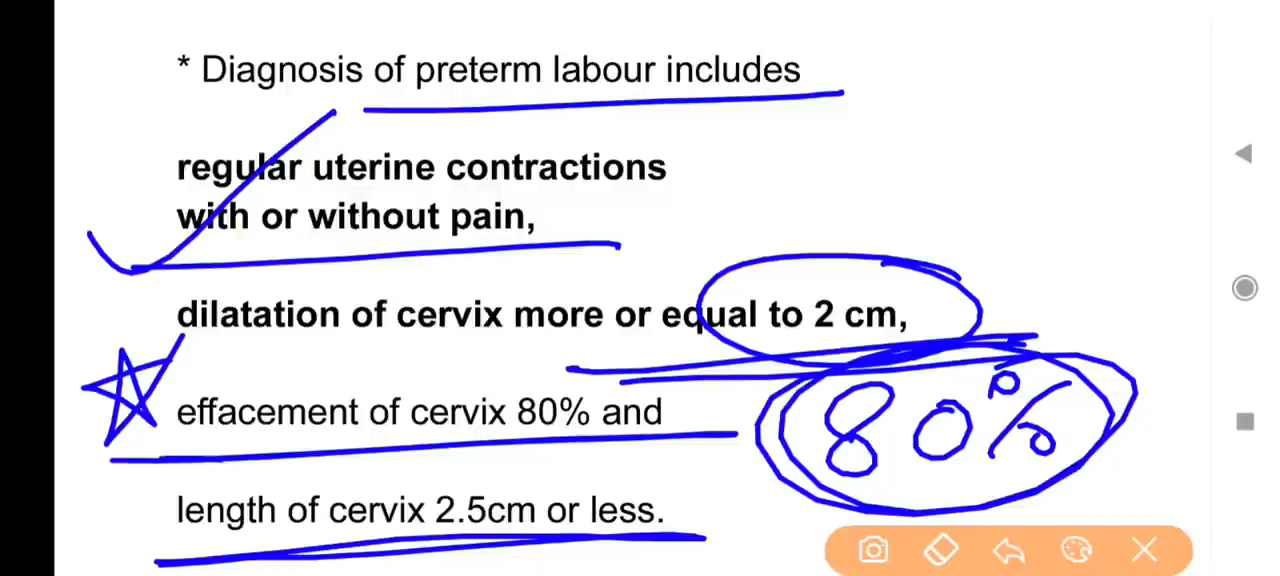 * Diagnosis of preterm labour includes
regular uterine contractions
with or without pain,
dilatation of cervix more or equal to 2 cm,
effacement of cervix 80% and
80%
length of cervix 2.5cm or less.